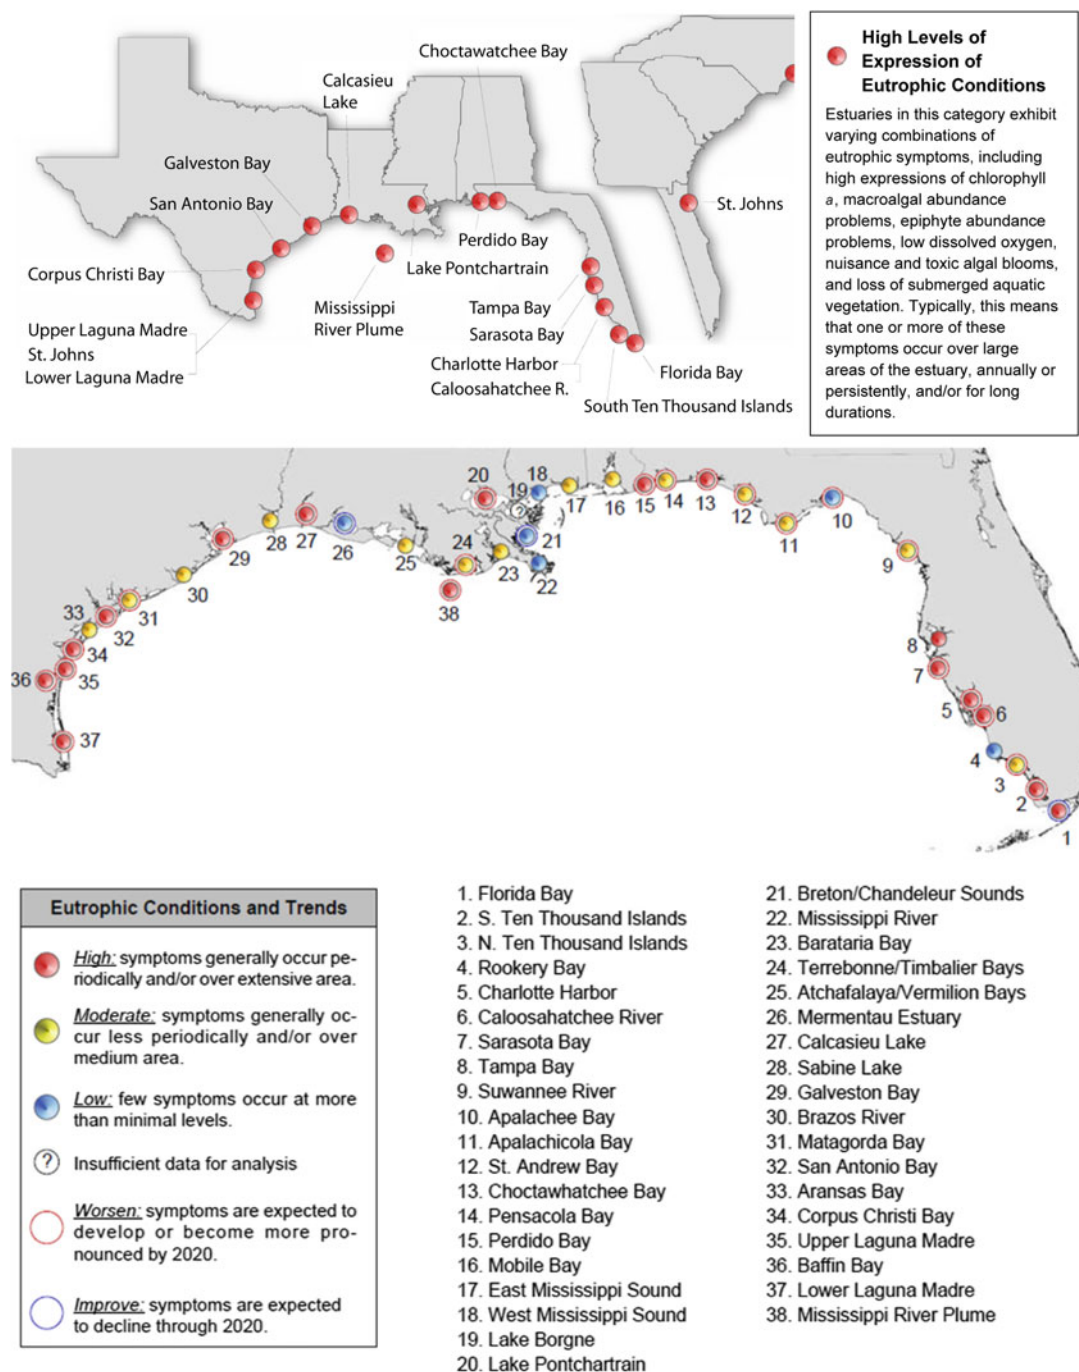 Choctawatchee Bay
Calcasieu
Lake
Galveston Bay
San Antonio Bay
Corpus Christi Bay
Upper Laguna Madre
St. Johns
Lower Laguna Madre
Mississippi
River Plume
Lake Pontchartrain
Perdido Bay
Tampa Bay
Sarasota Bay
Charlotte Harbor
Caloosahatchee R.
South Ten Thousand Islands
Florida Bay
St. Johns
High Levels of
Expression of
Eutrophic Conditions
Estuaries in this category exhibit
varying combinations of
eutrophic symptoms, including
high expressions of chlorophyll
a, macroalgal abundance
problems, epiphyte abundance
problems, low dissolved oxygen,
nuisance and toxic algal blooms,
and loss of submerged aquatic
vegetation. Typically, this means
that one or more of these
symptoms occur over large
areas of the estuary, annually or
persistently, and/or for long
durations.
20
18
19
?
17
16
15
14
13
12
11
10
9
8
7
5
6
4
3
2
1
21
22
23
24
25
26
27
28
29
30
31
32
33
34
35
36
37
38
Eutrophic Conditions and Trends
High: symptoms generally occur pe-
riodically and/or over extensive area.
Moderate: symptoms generally oc-
cur less periodically and/or over
medium area.
Low: few symptoms occur at more
than minimal levels.
? Insufficient data for analysis
Worsen: symptoms are expected to
develop or become more pro-
nounced by 2020.
Improve: symptoms are expected
to decline through 2020.
1. Florida Bay
2. S. Ten Thousand Islands
3. N. Ten Thousand Islands
4. Rookery Bay
5. Charlotte Harbor
6. Caloosahatchee River
7. Sarasota Bay
8. Tampa Bay
9. Suwannee River
10. Apalachee Bay
11. Apalachicola Bay
12. St. Andrew Bay
13. Choctawhatchee Bay
14. Pensacola Bay
15. Perdido Bay
16. Mobile Bay
17. East Mississippi Sound
18. West Mississippi Sound
19. Lake Borgne
20. Lake Pontchartrain
21. Breton/Chandeleur Sounds
22. Mississippi River
23. Barataria Bay
24. Terrebonne/Timbalier Bays
25. Atchafalaya/Vermilion Bays
26. Mermentau Estuary
27. Calcasieu Lake
28. Sabine Lake
29. Galveston Bay
30. Brazos River
31. Matagorda Bay
32. San Antonio Bay
33. Aransas Bay
34. Corpus Christi Bay
35. Upper Laguna Madre
36. Baffin Bay
37. Lower Laguna Madre
38. Mississippi River Plume